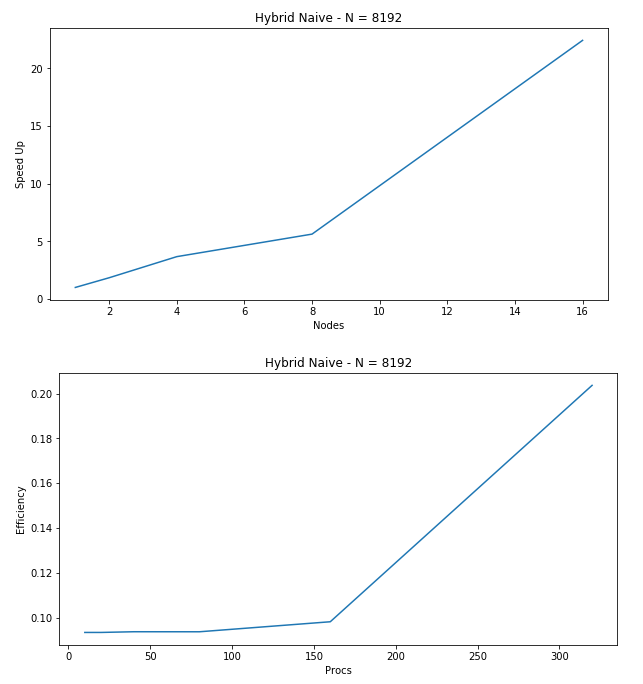 Hybrid Naive - N = 8192
Speed Up
20
15
10
5
0
2 4 6 8 10 12 14 16
Nodes
Hybrid Naive - N = 8192
Efficiency
0.20
0.18
0.16
0.14
0.12
0.10
0 50 100 150 200 250 300
Procs